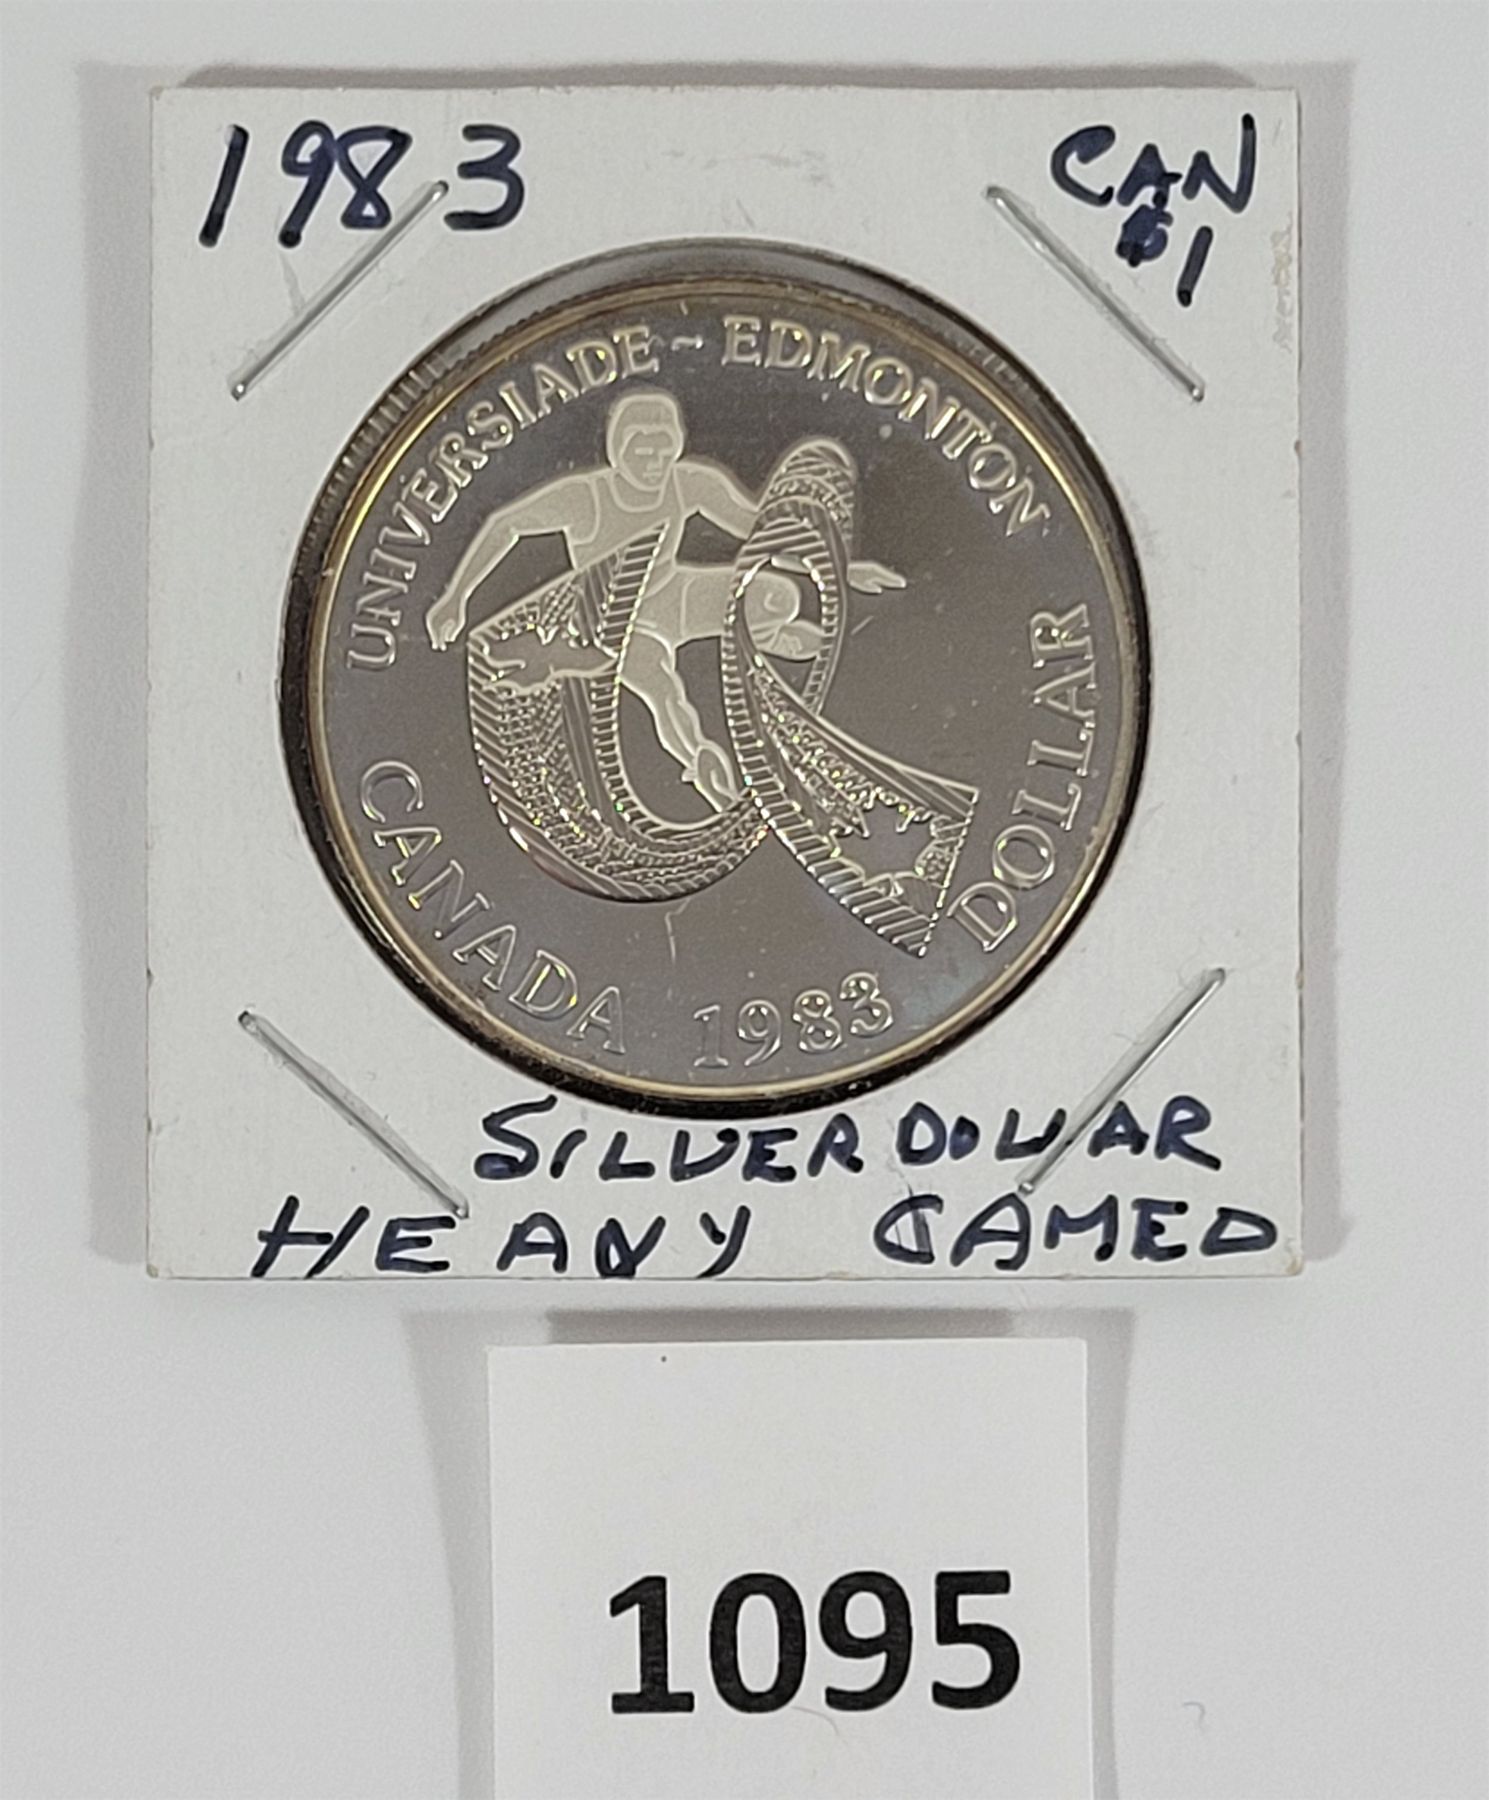 1983
CAN
$1
UNIVERSIADE ~ EDMONTON
CANADA 1983 DOLLAR
SILVER DOLLAR
HEAVY CAMEO
1095